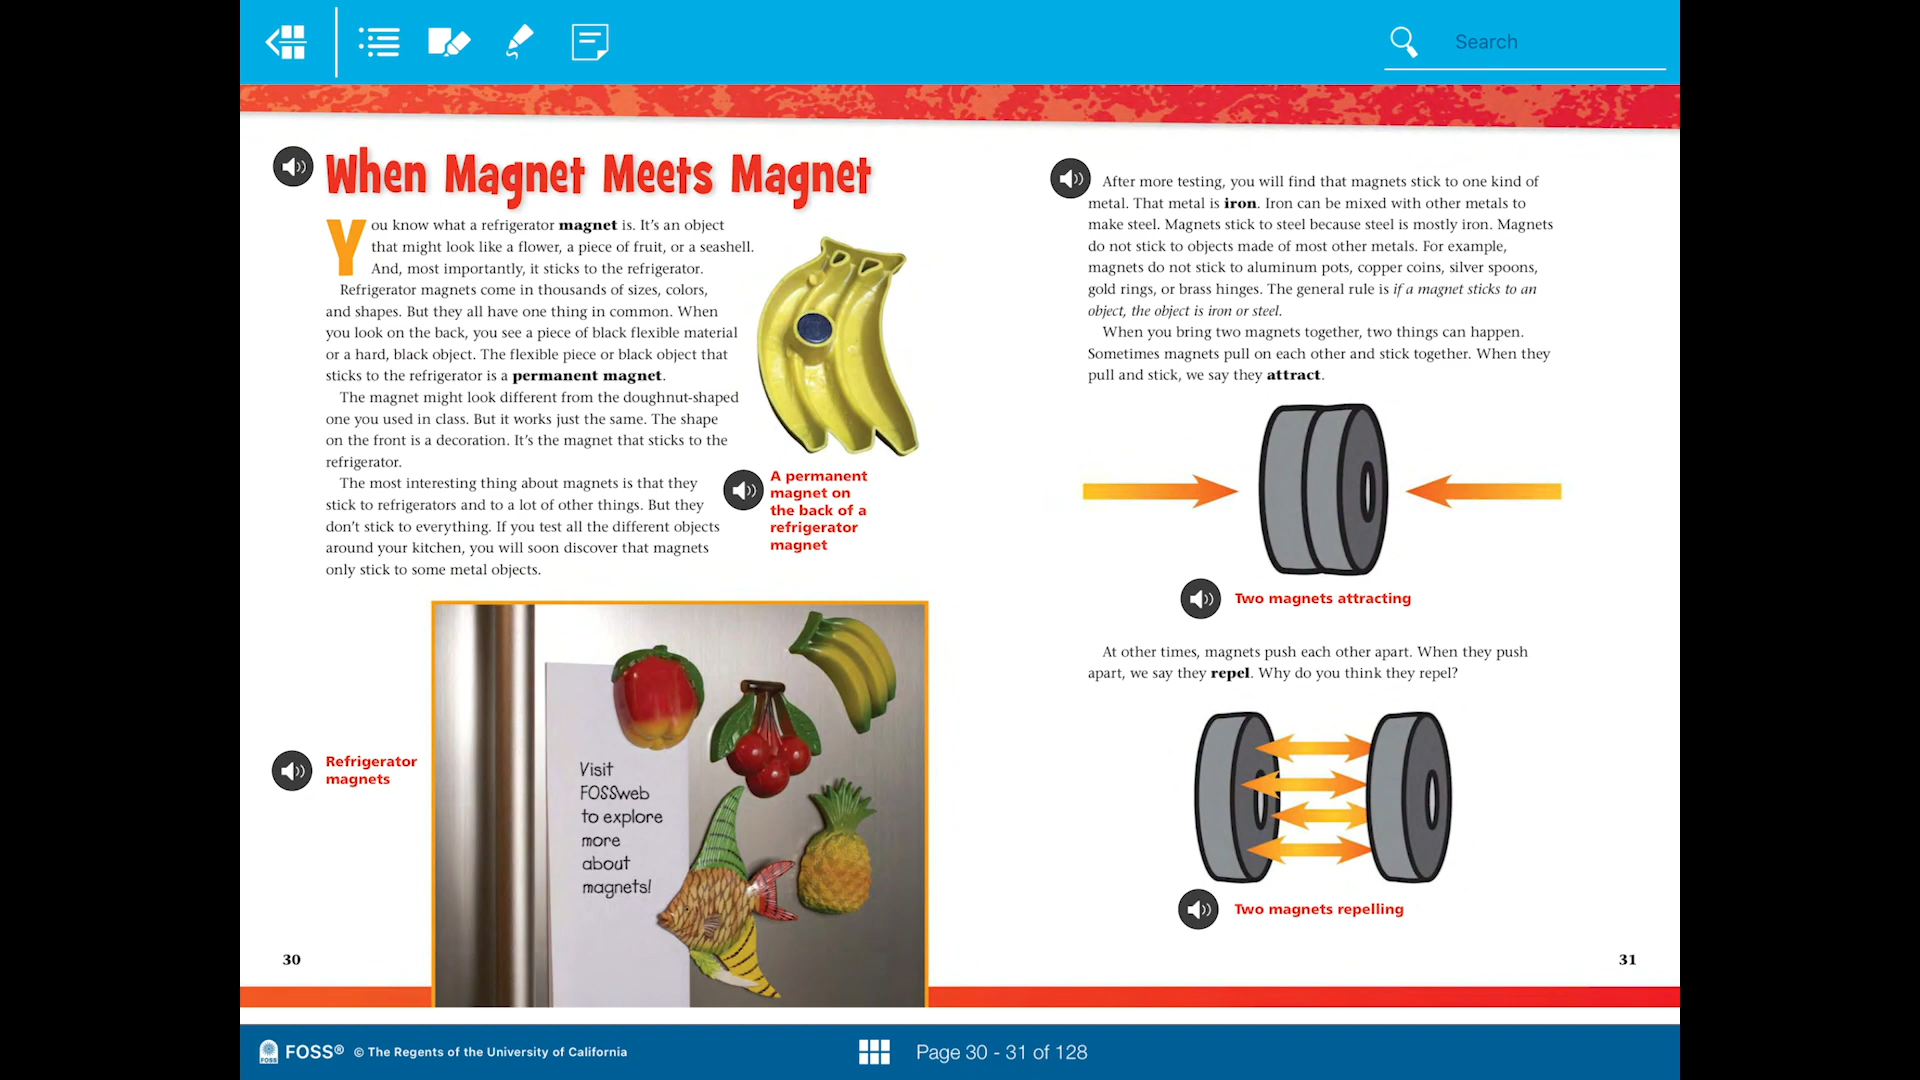 Search
When Magnet Meets Magnet
You know what a refrigerator magnet is. It's an object
that might look like a flower, a piece of fruit, or a seashell.
And, most importantly, it sticks to the refrigerator.
Refrigerator magnets come in thousands of sizes, colors,
and shapes. But they all have one thing in common. When
you look on the back, you see a piece of black flexible material
or a hard, black object. The flexible piece or black object that
sticks to the refrigerator is a permanent magnet.
The magnet might look different from the doughnut-shaped
one you used in class. But it works just the same. The shape
on the front is a decoration. It's the magnet that sticks to the
refrigerator.
The most interesting thing about magnets is that they
stick to refrigerators and to a lot of other things. But they
don't stick to everything. If you test all the different objects
around your kitchen, you will soon discover that magnets
only stick to some metal objects.
A permanent
magnet on
the back of a
refrigerator
magnet
Refrigerator
magnets
Visit
FOSSweb
to explore
more
about
magnets!
30
After more testing, you will find that magnets stick to one kind of
metal. That metal is iron. Iron can be mixed with other metals to
make steel. Magnets stick to steel because steel is mostly iron. Magnets
do not stick to objects made of most other metals. For example,
magnets do not stick to aluminum pots, copper coins, silver spoons,
gold rings, or brass hinges. The general rule is if a magnet sticks to an
object, the object is iron or steel.
When you bring two magnets together, two things can happen.
Sometimes magnets pull on each other and stick together. When they
pull and stick, we say they attract.
Two magnets attracting
At other times, magnets push each other apart. When they push
apart, we say they repel. Why do you think they repel?
Two magnets repelling
31
FOSS
FOSS® © The Regents of the University of California
Page 30 - 31 of 128